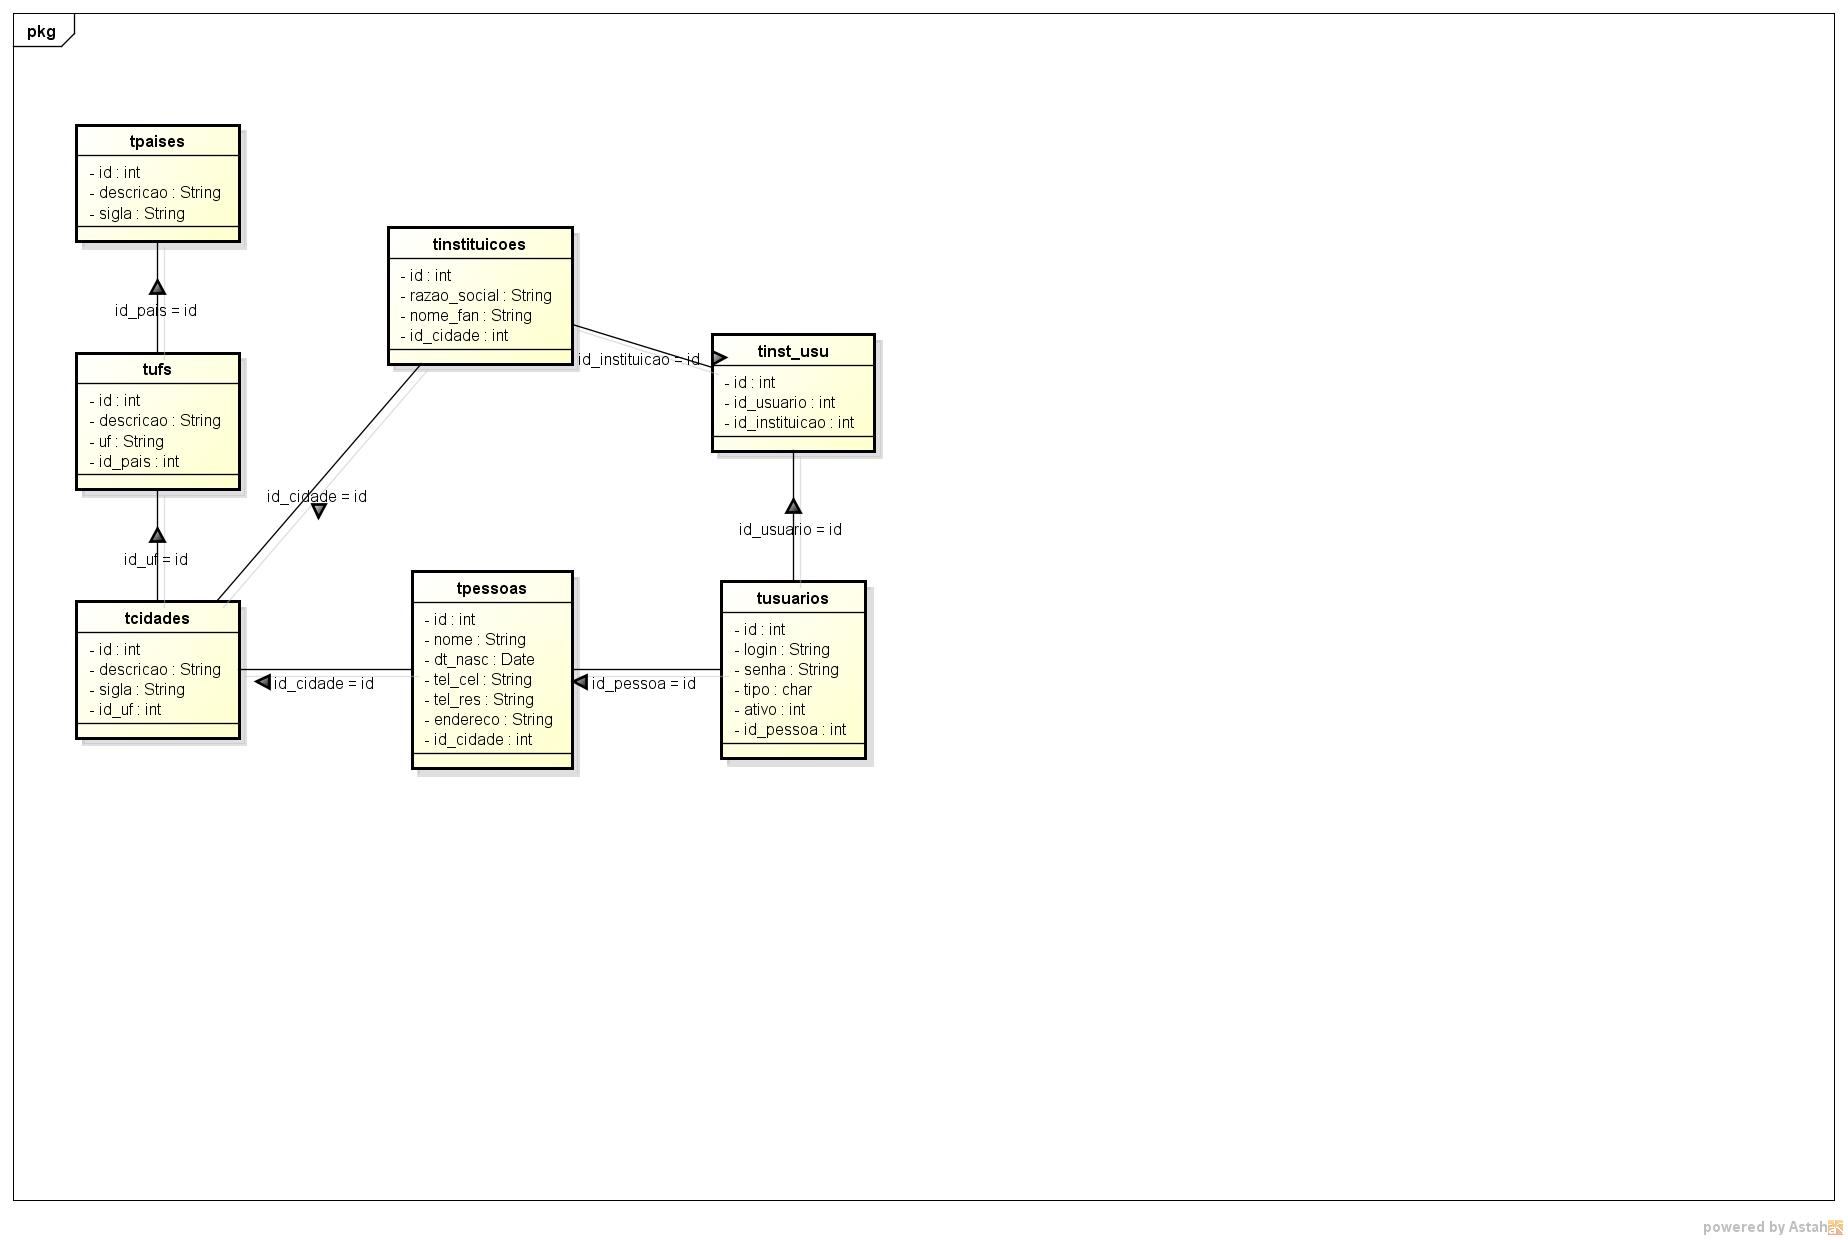 pkg
tpaises
- id : int
- descricao : String
- sigla : String
id_pais = id
tufs
- id : int
- descricao : String
- uf : String
- id_pais : int
id_uf = id
tcidades
- id : int
- descricao : String
- sigla : String
- id_uf : int
tinstituicoes
- id : int
- razao_social : String
- nome_fan : String
- id_cidade : int
id_cidade = id
id_instituicao = id
tinst_usu
- id : int
- id_usuario : int
- id_instituicao : int
id_usuario = id
id_cidade = id
tpessoas
- id : int
- nome : String
- dt_nasc : Date
- tel_cel : String
- tel_res : String
- endereco : String
- id_cidade : int
id_pessoa = id
tusuarios
- id : int
- login : String
- senha : String
- tipo : char
- ativo : int
- id_pessoa : int
powered by Astah